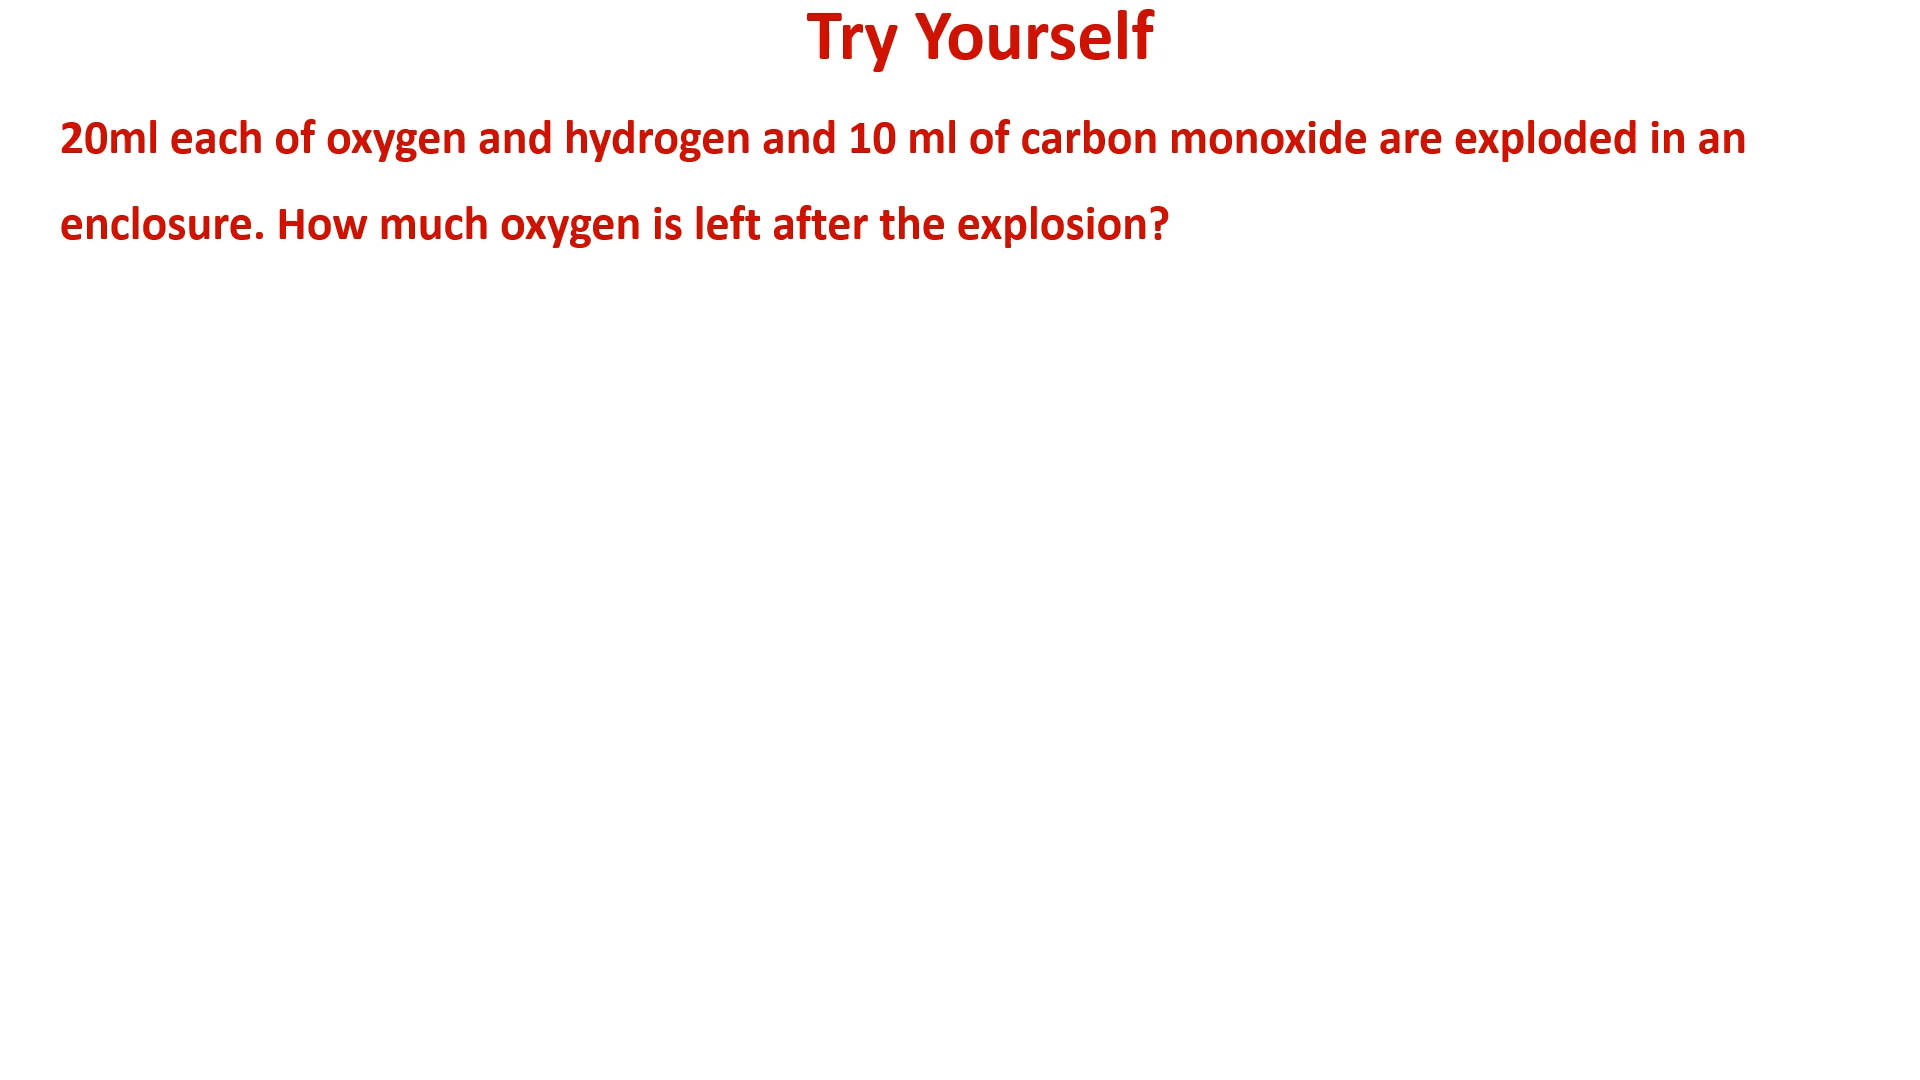 Try Yourself
20ml each of oxygen and hydrogen and 10 ml of carbon monoxide are exploded in an
enclosure. How much oxygen is left after the explosion?